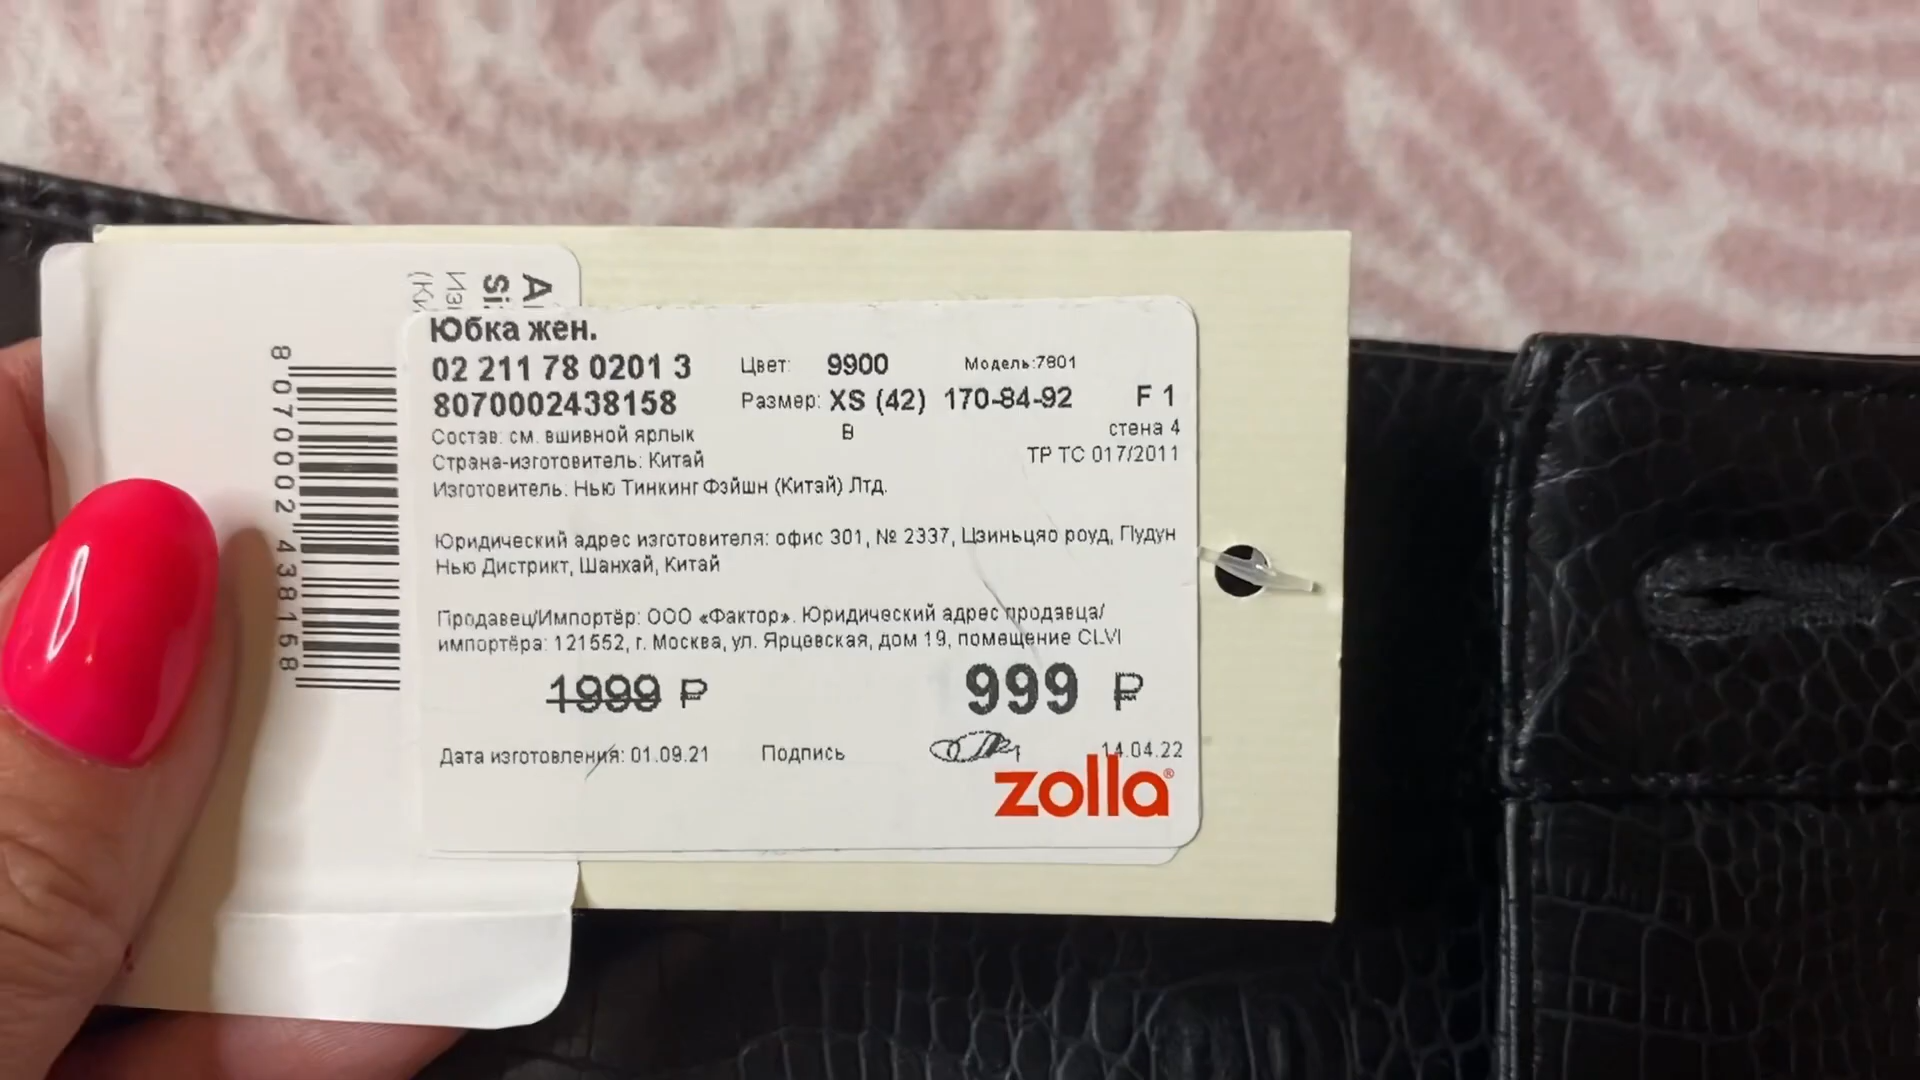 Юбка жен.
02 211 78 0201 3 Цвет: 9900 Модель:7801
8070002438158 Размер: XS (42) 170-84-92 F 1
Состав: см. вшивной ярлык В стена 4
Страна-изготовитель: Китай ТР ТС 017/2011
Изготовитель: Нью Тинкинг Фэйшн (Китай) Лтд.
Юридический адрес изготовителя: офис 301, № 2337, Цзиньцяо роуд, Пудун
Нью Дистрикт, Шанхай, Китай
Продавец/Импортёр: ООО «Фактор». Юридический адрес продавца/
импортёра: 121552, г. Москва, ул. Ярцевская, дом 19, помещение CLVI
1999 ₽ 999 ₽
Дата изготовления: 01.09.21 Подпись 14.04.22
zolla®
8070002438158